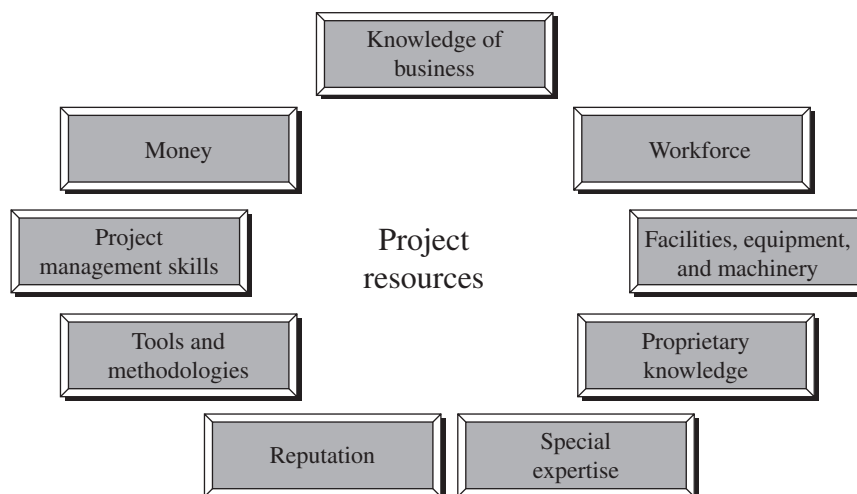 Knowledge of
business
Money
Workforce
Project
management skills
Project
resources
Facilities, equipment,
and machinery
Tools and
methodologies
Proprietary
knowledge
Reputation
Special
expertise